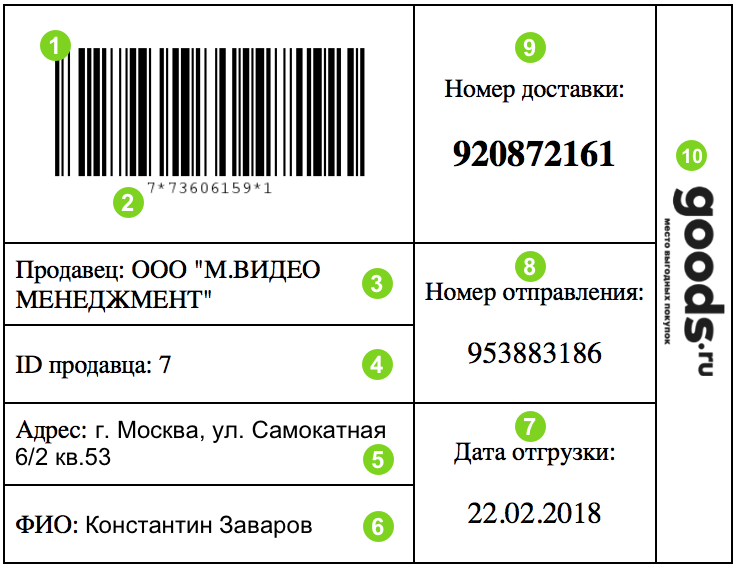 1
2
7*73606159*1
Продавец: ООО "М.ВИДЕО
МЕНЕДЖМЕНТ"
3
ID продавца: 7
4
Адрес: г. Москва, ул. Самокатная
6/2 кв.53
5
ФИО: Константин Заваров
6
9
Номер доставки:
920872161
8
Номер отправления:
953883186
7
Дата отгрузки:
22.02.2018
10
goods.ru
место выгодных покупок